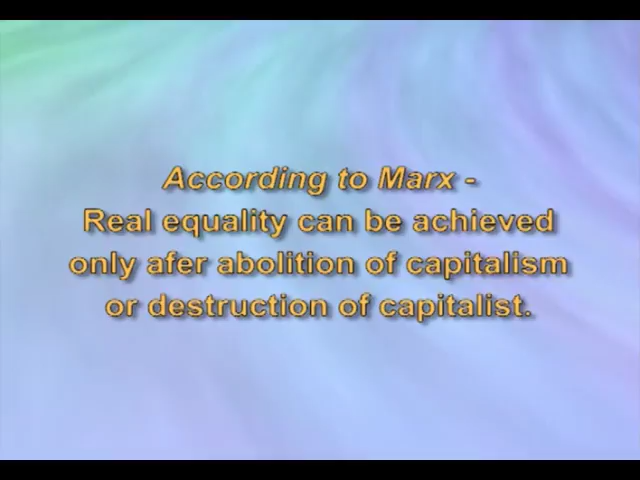 According to Marx -
Real equality can be achieved
only afer abolition of capitalism
or destruction of capitalist.